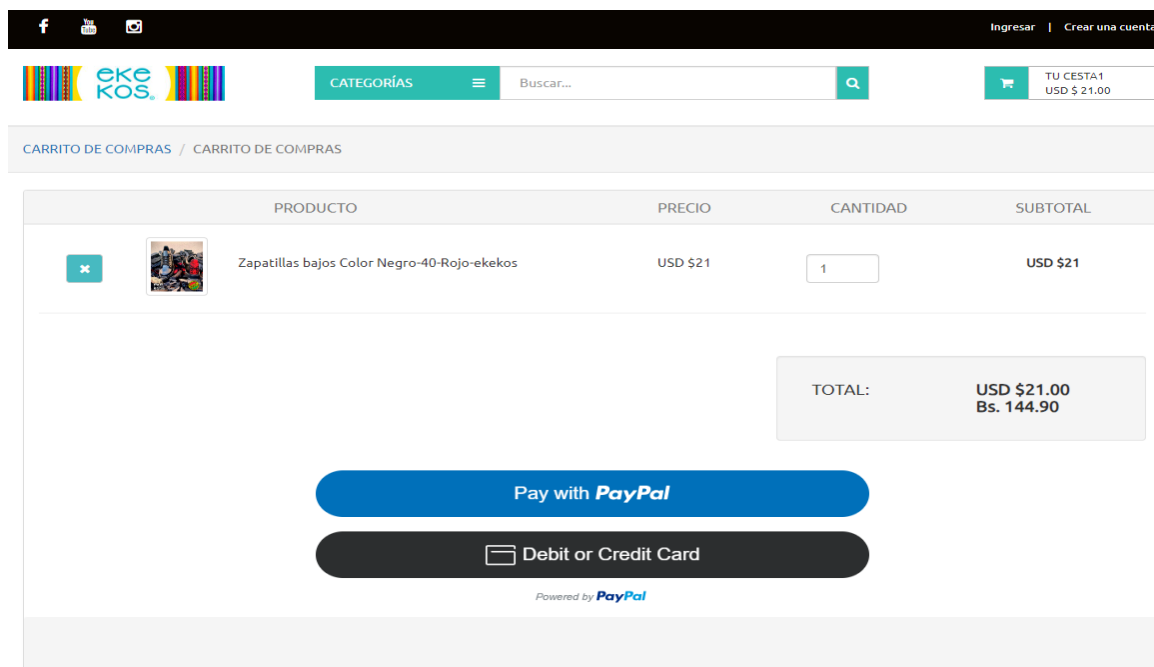 f You Tube
Ingresar | Crear una cuenta
eke
KOS.
CATEGORÍAS
Buscar...
TU CESTA1
USD $ 21.00
CARRITO DE COMPRAS / CARRITO DE COMPRAS
PRODUCTO PRECIO CANTIDAD SUBTOTAL
Zapatillas bajos Color Negro-40-Rojo-ekekos USD $21 1 USD $21
TOTAL: USD $21.00
Bs. 144.90
Pay with PayPal
Debit or Credit Card
Powered by PayPal